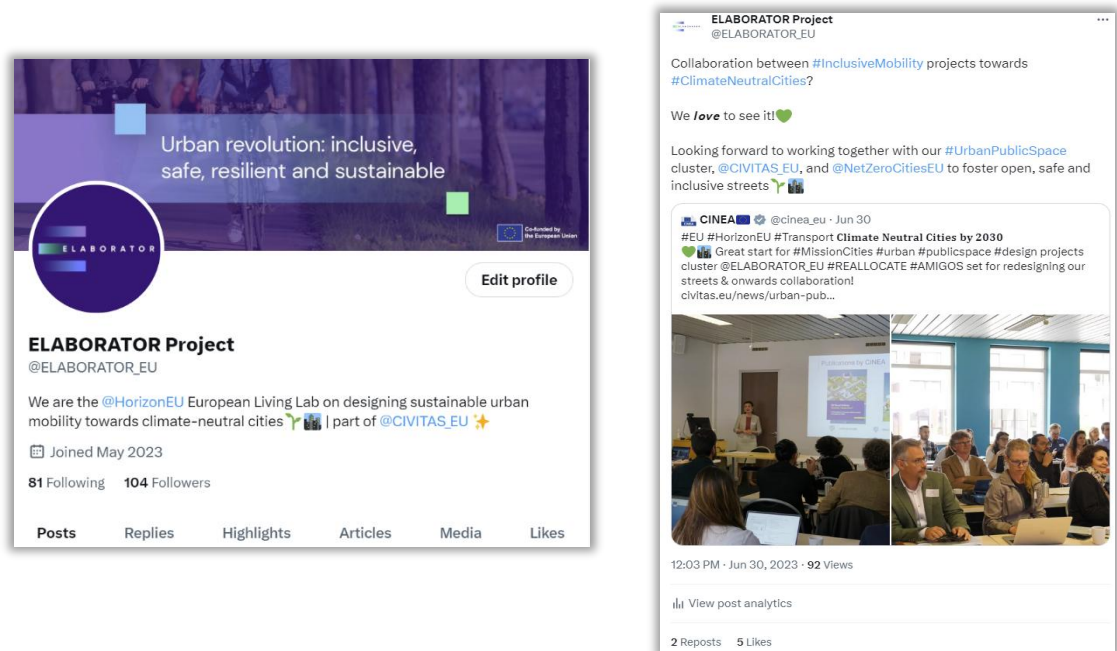 Urban revolution: inclusive,
safe, resilient and sustainable
Co-funded by
the European Union
ELABORATOR
Edit profile
ELABORATOR Project
@ELABORATOR_EU
We are the @HorizonEU European Living Lab on designing sustainable urban
mobility towards climate-neutral cities🌱🏙️ | part of @CIVITAS_EU ✨
Joined May 2023
81 Following 104 Followers
Posts Replies Highlights Articles Media Likes
ELABORATOR Project
@ELABORATOR_EU
Collaboration between #InclusiveMobility projects towards
#ClimateNeutralCities?
We love to see it!💚
Looking forward to working together with our #UrbanPublicSpace
cluster, @CIVITAS_EU, and @NetZeroCitiesEU to foster open, safe and
inclusive streets🌱🏙️
CINEA🇪🇺 @cinea_eu · Jun 30
#EU #HorizonEU #Transport Climate Neutral Cities by 2030
💚🏙️ Great start for #MissionCities #urban #publicspace #design projects
cluster @ELABORATOR_EU #REALLOCATE #AMIGOS set for redesigning our
streets & onwards collaboration!
civitas.eu/news/urban-pub...
Publications by CINEA
12:03 PM · Jun 30, 2023 · 92 Views
View post analytics
2 Reposts 5 Likes